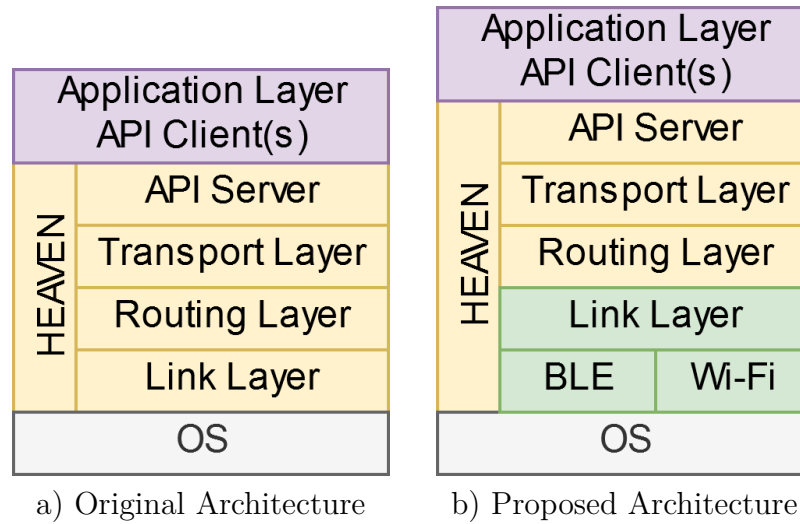 Application Layer
API Client(s)
HEAVEN
API Server
Transport Layer
Routing Layer
Link Layer
OS
a) Original Architecture
Application Layer
API Client(s)
HEAVEN
API Server
Transport Layer
Routing Layer
Link Layer
BLE
Wi-Fi
OS
b) Proposed Architecture